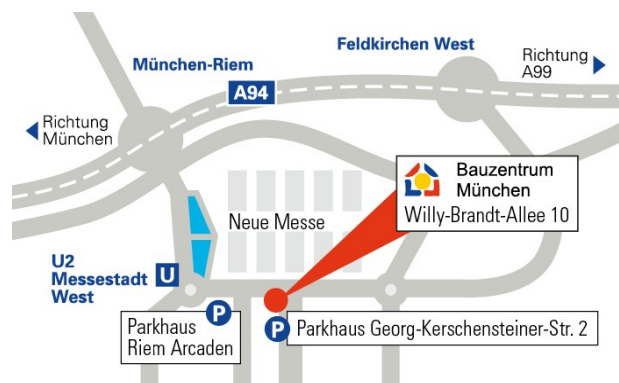 Feldkirchen West
München-Riem
Richtung
A99
A94
Richtung
München
Bauzentrum
München
Willy-Brandt-Allee 10
Neue Messe
U2
Messestadt
West
U
P
Parkhaus
Riem Arcaden
P
Parkhaus Georg-Kerschensteiner-Str. 2